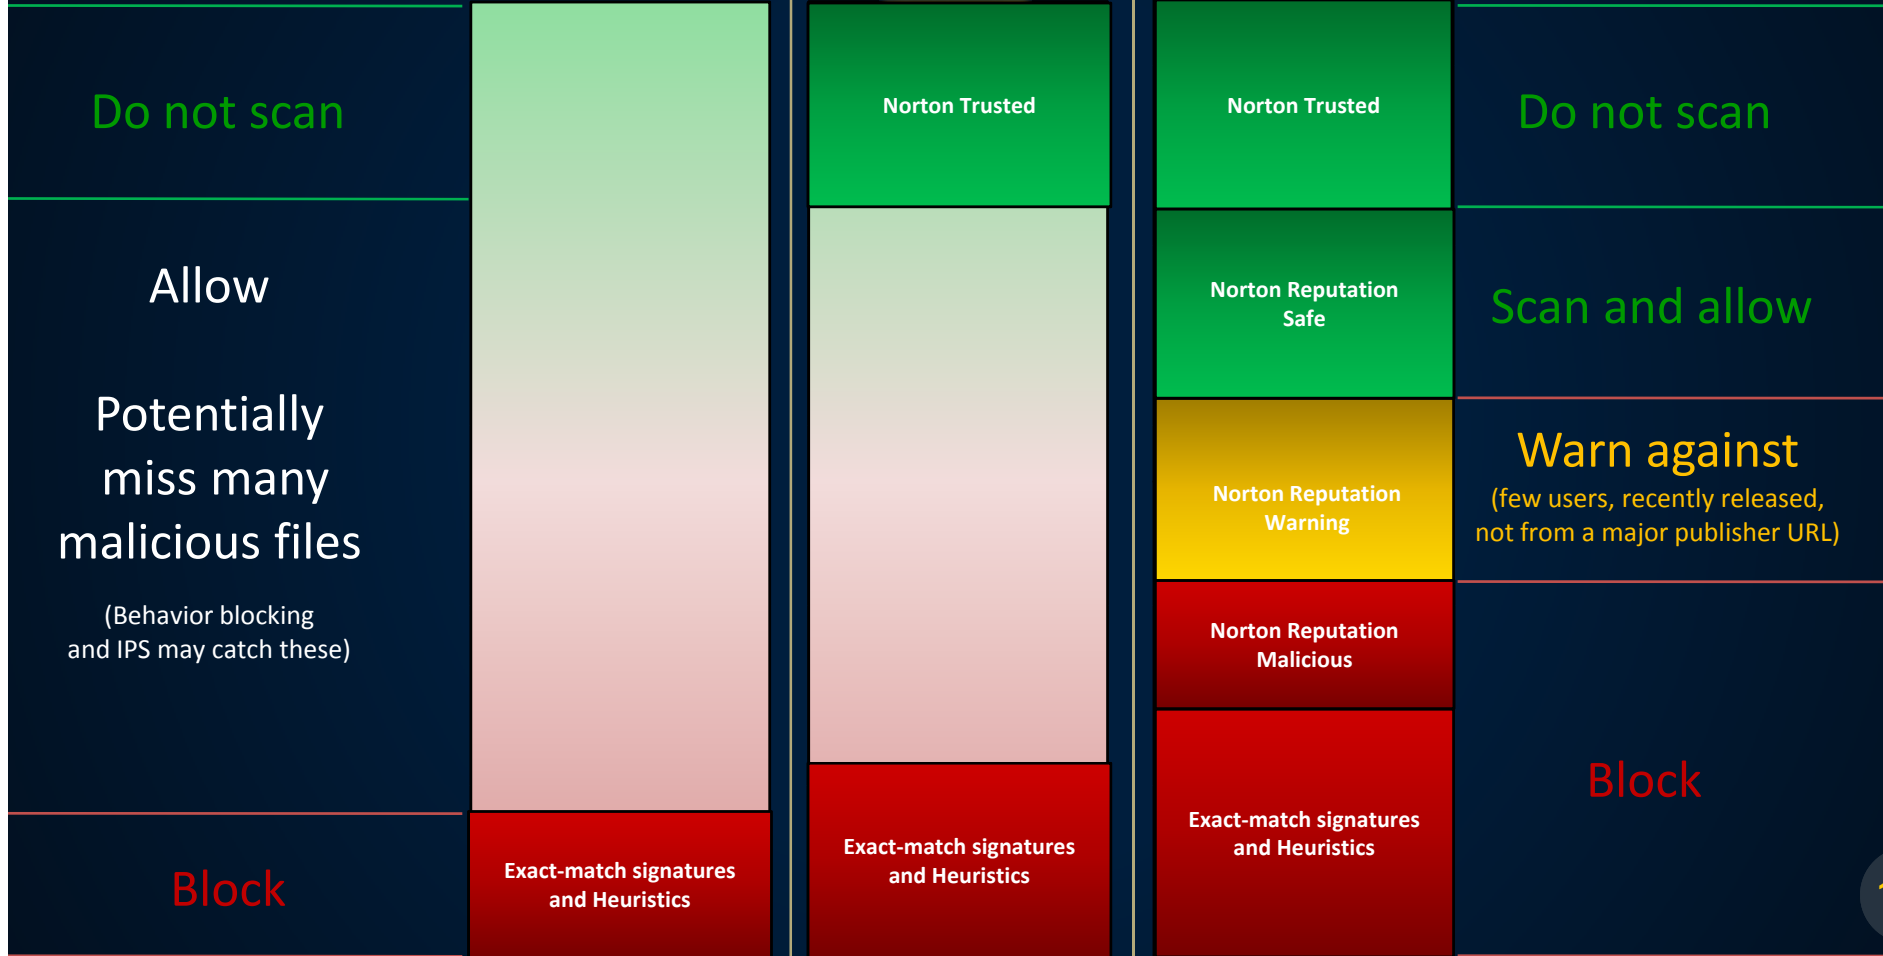 Do not scan
Allow
Potentially
miss many
malicious files
(Behavior blocking
and IPS may catch these)
Block
Exact-match signatures
and Heuristics
Norton Trusted
Exact-match signatures
and Heuristics
Norton Trusted
Norton Reputation
Safe
Norton Reputation
Warning
Norton Reputation
Malicious
Exact-match signatures
and Heuristics
Do not scan
Scan and allow
Warn against
(few users, recently released,
not from a major publisher URL)
Block